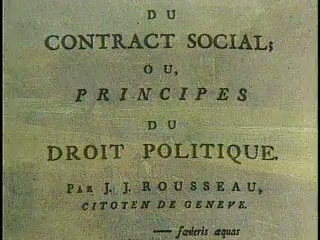 DU
CONTRACT SOCIAL;
OU,
PRINCIPES
DU
DROIT POLITIQUE.
PAR J. J. ROUSSEAU,
CITOYEN DE GENEVE.
— fœderis æquas